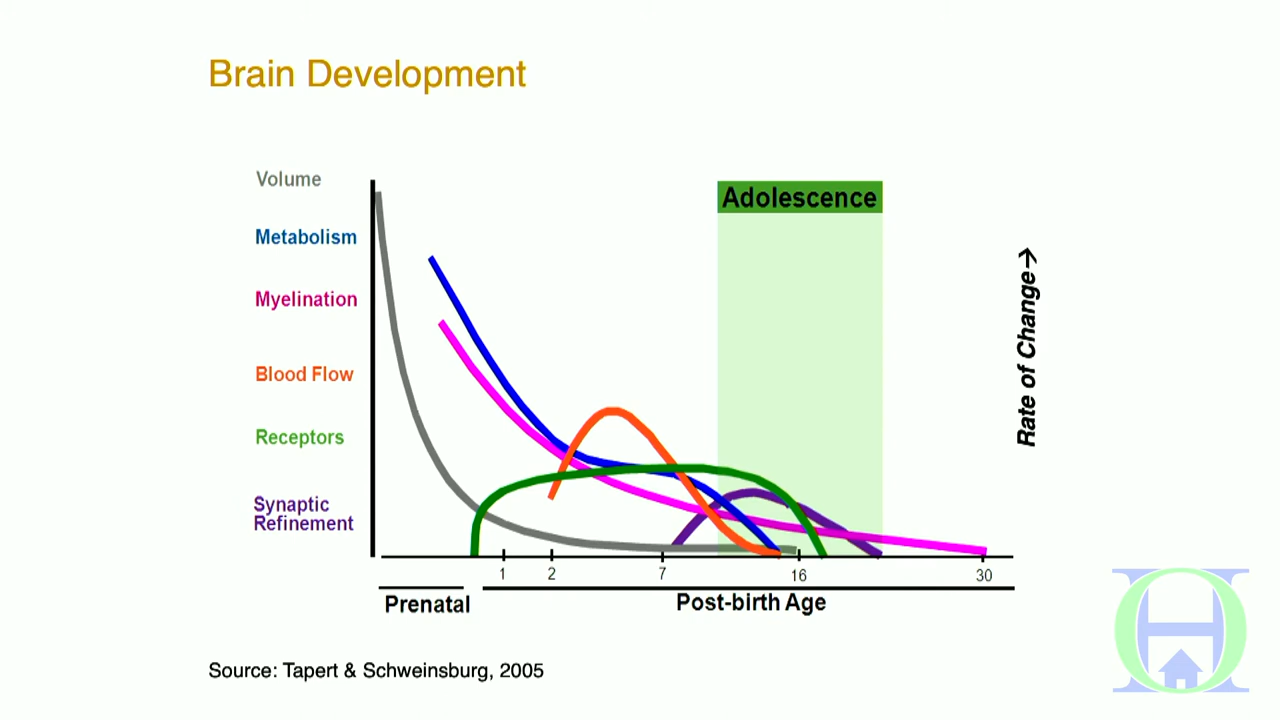 Brain Development
Volume
Metabolism
Myelination
Blood Flow
Receptors
Synaptic
Refinement
Adolescence
Rate of Change→
1 2 7 16 30
Prenatal
Post-birth Age
Source: Tapert & Schweinsburg, 2005